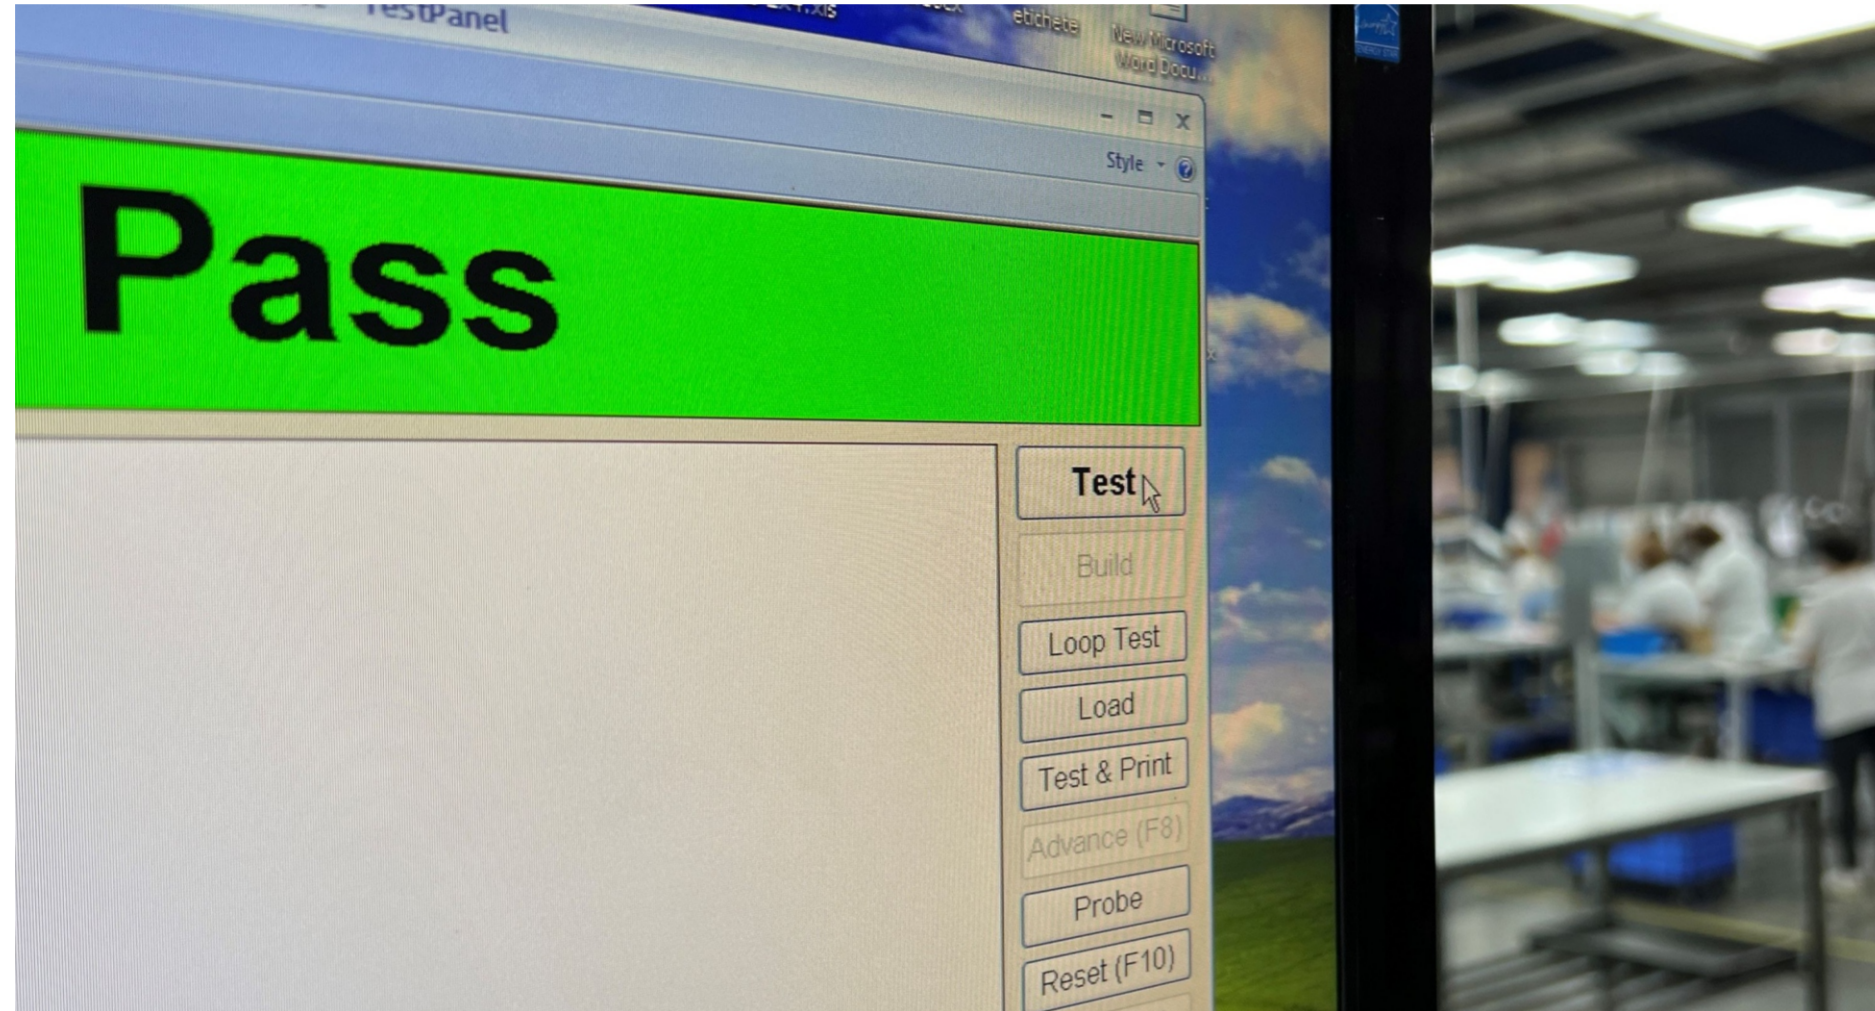 TestPanel
.xls
etichete
New Microsoft
Word Docu...
Style
Pass
Test
Build
Loop Test
Load
Test & Print
Advance (F8)
Probe
Reset (F10)